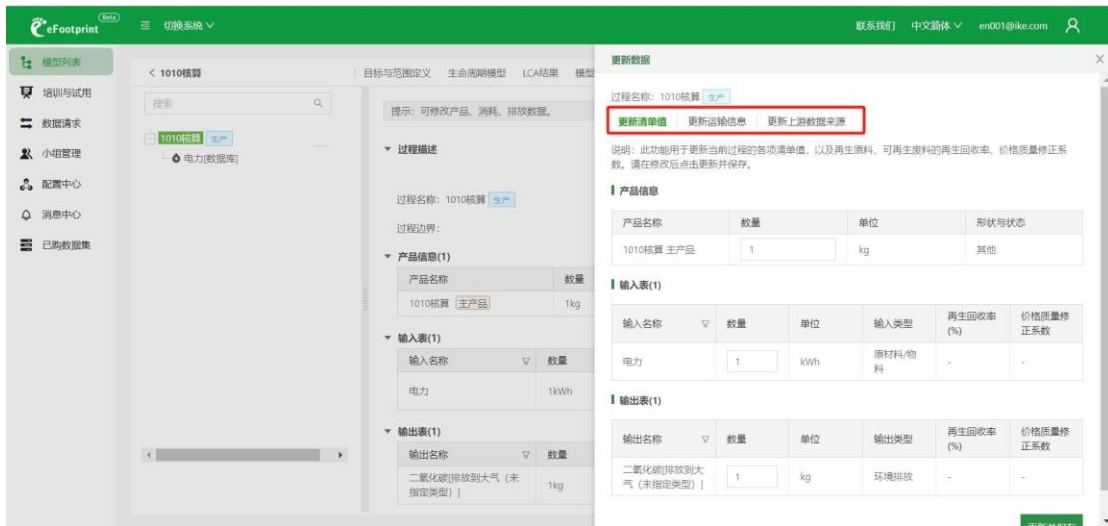 eFootprint Beta
切换系统
联系我们 中文简体 en001@ike.com
模型列表
培训与试用
数据请求
小组管理
配置中心
消息中心
已购数据集
< 1010核算
搜索
1010核算 生产
电力[数据库]
目标与范围定义 生命周期模型 LCA结果 模型
提示：可修改产品、消耗、排放数据。
过程描述
过程名称：1010核算 生产
过程边界：
产品信息(1)
产品名称 数量
1010核算 主产品 1kg
输入表(1)
输入名称 数量
电力 1kWh
输出表(1)
输出名称 数量
二氧化碳[排放到大气（未
指定类型）] 1kg
更新数据
过程名称：1010核算 生产
更新清单值 更新运输信息 更新上游数据来源
说明：此功能用于更新当前过程的各项清单值，以及再生原料、可再生废料的再生回收率、价格质量修正系
数。请在修改后点击更新并保存。
产品信息
产品名称 数量 单位 形状与状态
1010核算 主产品 1 kg 其他
输入表(1)
输入名称 数量 单位 输入类型 再生回收率
(%) 价格质量修
正系数
电力 1 kWh 原材料/物
料 - -
输出表(1)
输出名称 数量 单位 输出类型 再生回收率
(%) 价格质量修
正系数
二氧化碳[排放到大
气（未指定类型）] 1 kg 环境排放 - -
更新并保存